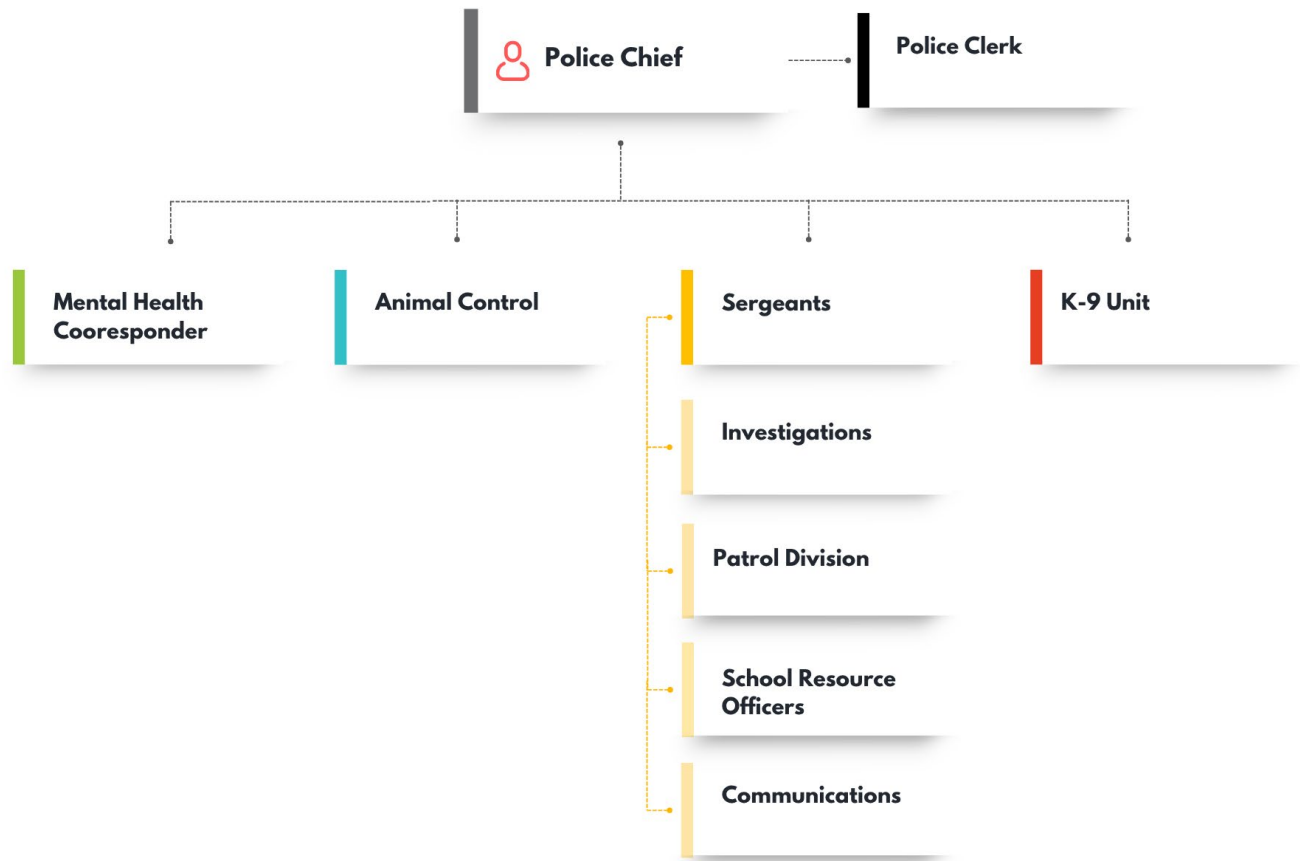 Police Chief
Police Clerk
Mental Health
Cooresponder
Animal Control
Sergeants
K-9 Unit
Investigations
Patrol Division
School Resource
Officers
Communications